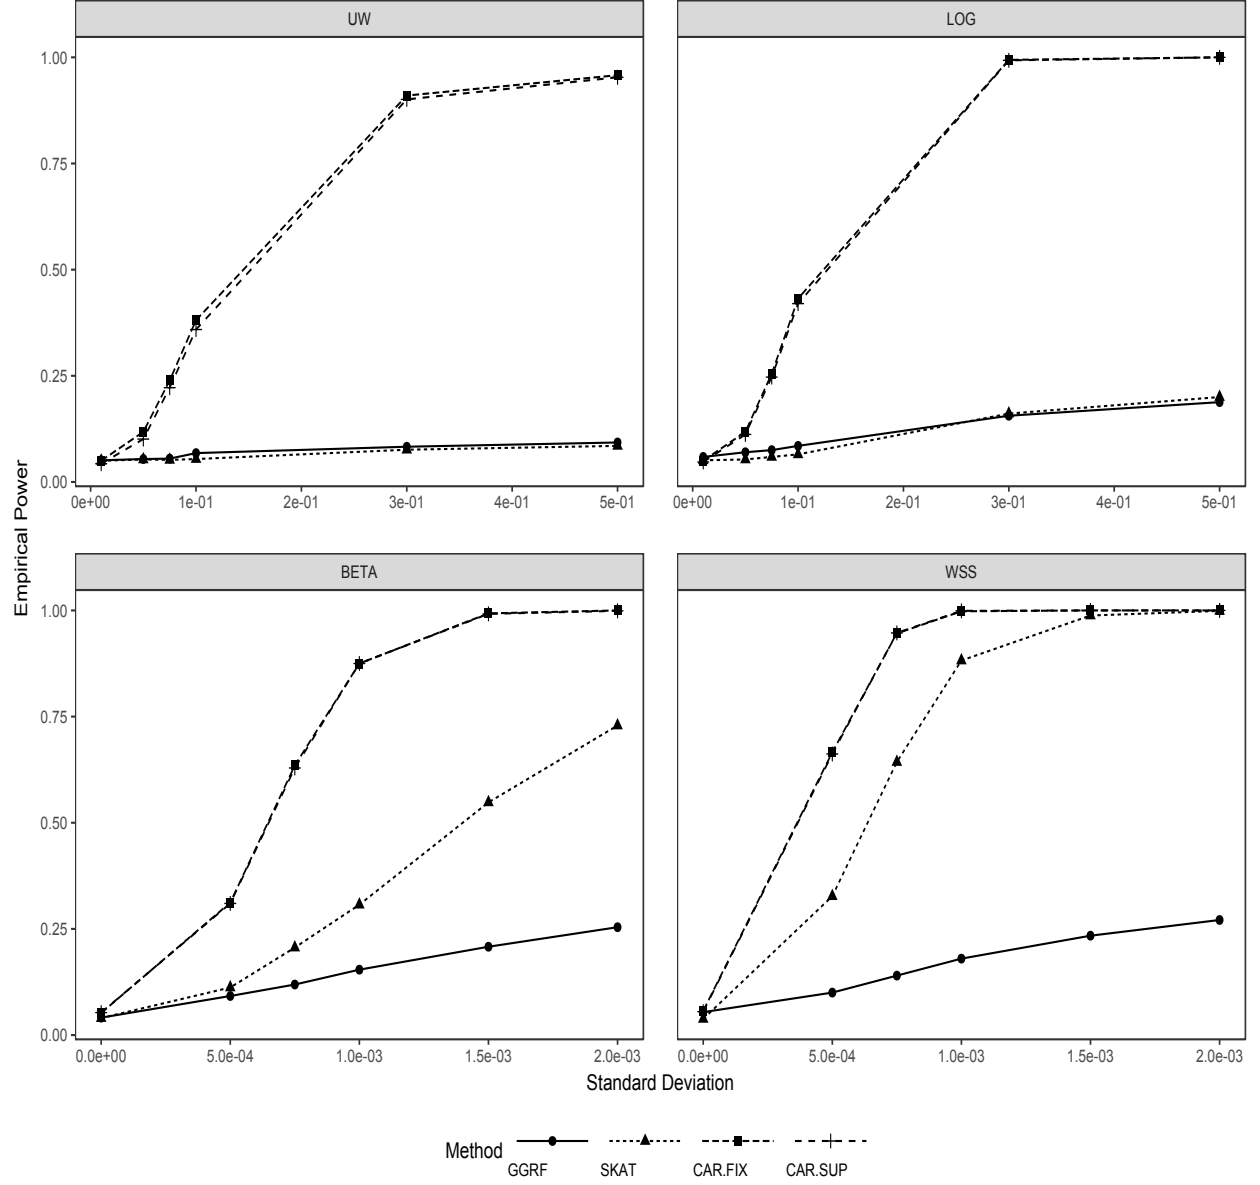 UW
LOG
1.00
0.75
0.50
0.25
0.00
0e+00 1e-01 2e-01 3e-01 4e-01 5e-01
0e+00 1e-01 2e-01 3e-01 4e-01 5e-01
Empirical Power
BETA
WSS
1.00
0.75
0.50
0.25
0.00
0.0e+00 5.0e-04 1.0e-03 1.5e-03 2.0e-03
0.0e+00 5.0e-04 1.0e-03 1.5e-03 2.0e-03
Standard Deviation
Method
GGRF SKAT CAR.FIX CAR.SUP